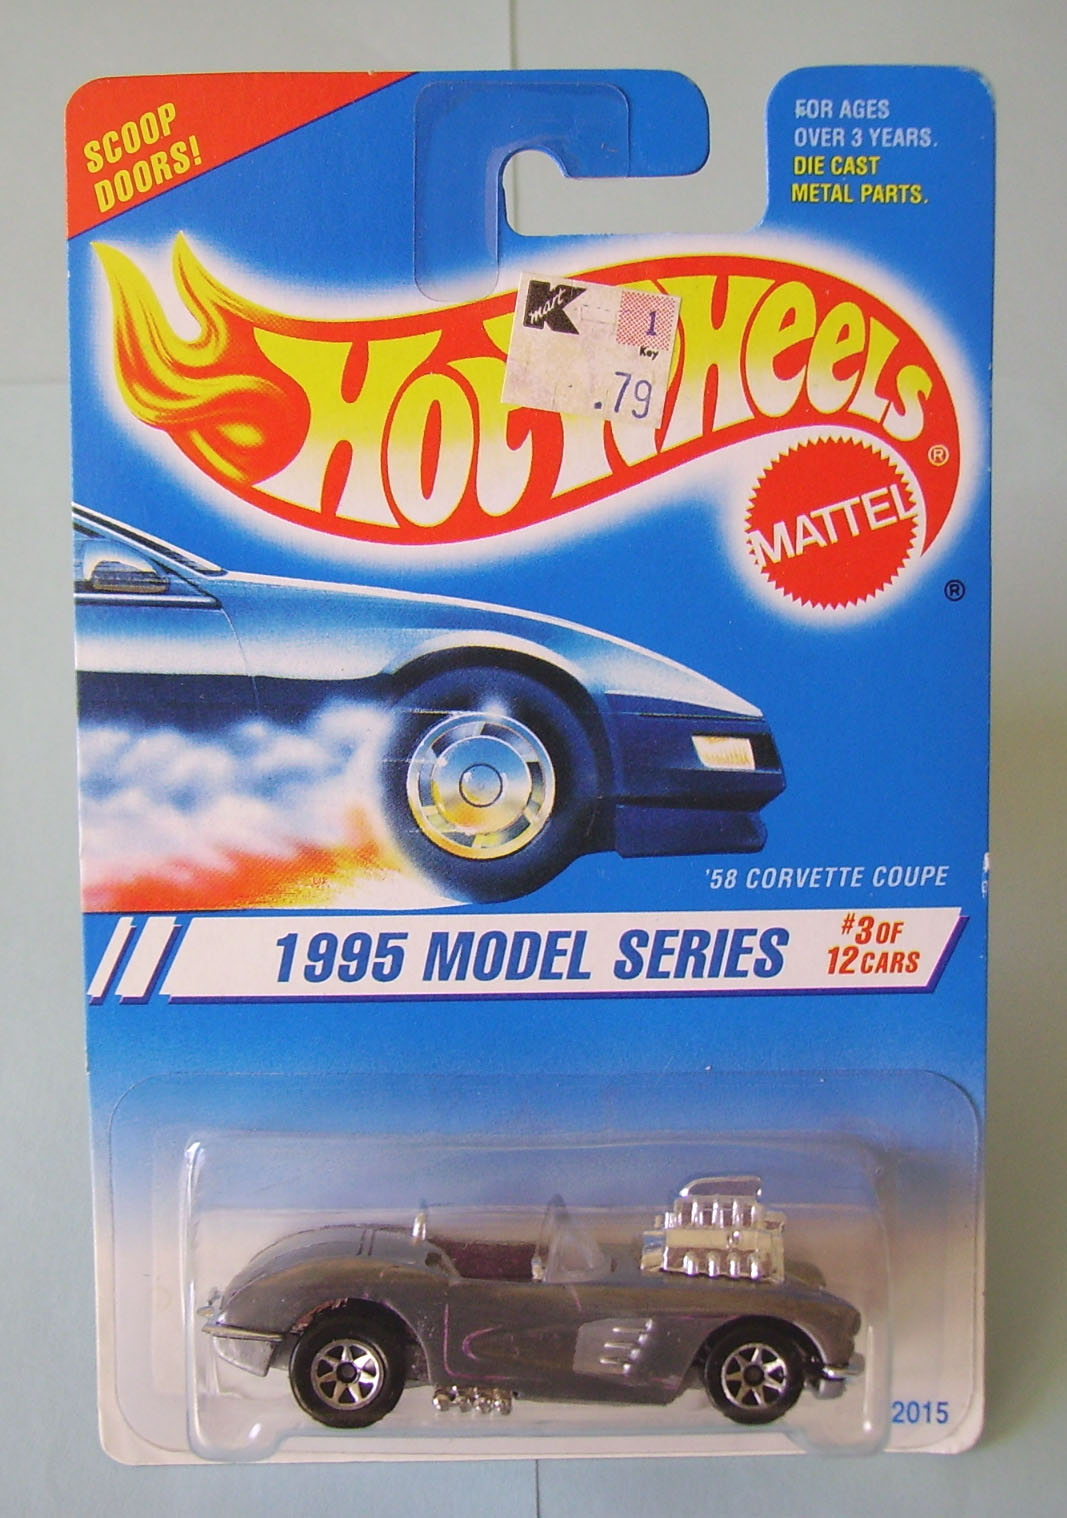 SCOOP
DOORS!
FOR AGES
OVER 3 YEARS.
DIE CAST
METAL PARTS.
HOT WHEELS ®
K mart
1
Key
.79
MATTEL
®
'58 CORVETTE COUPE
1995 MODEL SERIES
#3 OF
12 CARS
2015